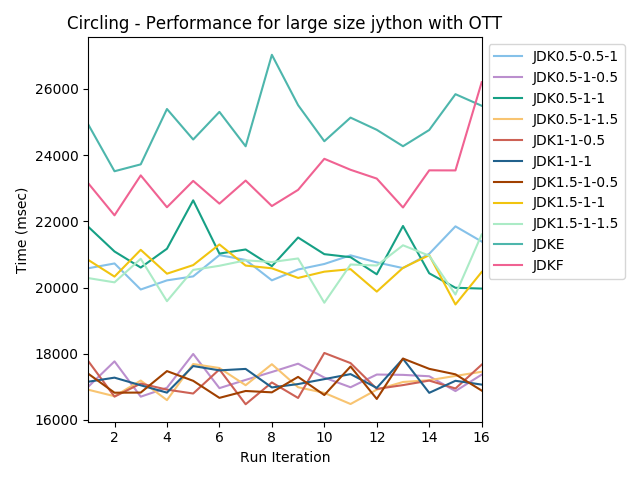 Circling - Performance for large size jython with OTT
Time (msec)
26000
24000
22000
20000
18000
16000
2 4 6 8 10 12 14 16
Run Iteration
JDK0.5-0.5-1
JDK0.5-1-0.5
JDK0.5-1-1
JDK0.5-1-1.5
JDK1-1-0.5
JDK1-1-1
JDK1.5-1-0.5
JDK1.5-1-1
JDK1.5-1-1.5
JDKE
JDKF